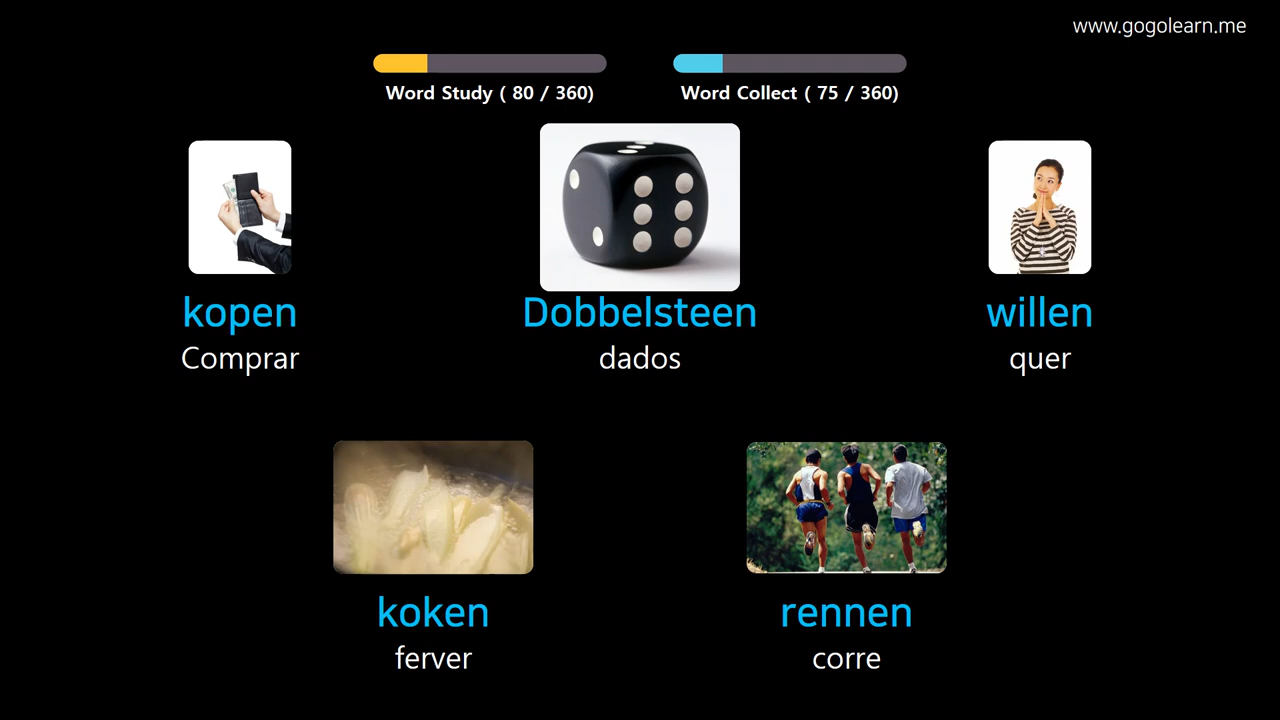 www.gogolearn.me
Word Study ( 80 / 360)
Word Collect ( 75 / 360)
kopen
Comprar
Dobbelsteen
dados
willen
quer
koken
ferver
rennen
corre